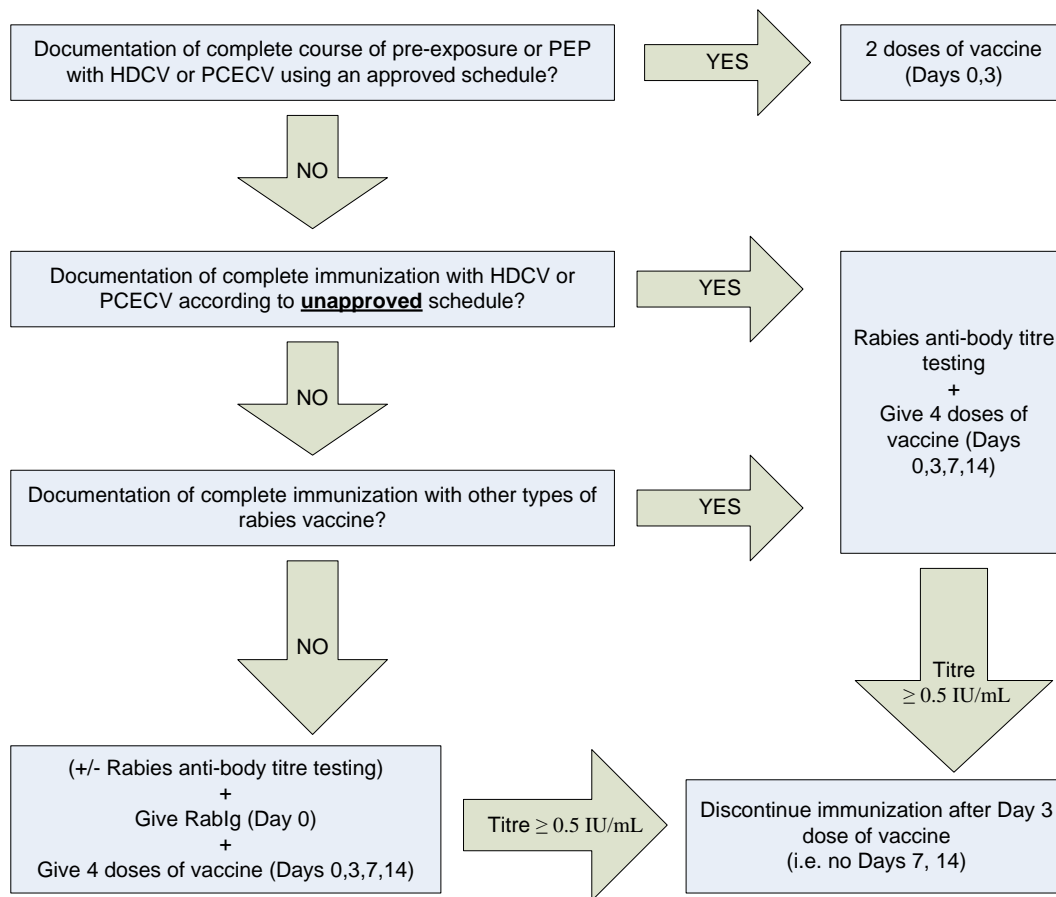 Documentation of complete course of pre-exposure or PEP
with HDCV or PCECV using an approved schedule?
YES
2 doses of vaccine
(Days 0,3)
NO
Documentation of complete immunization with HDCV or
PCECV according to unapproved schedule?
YES
Rabies anti-body titre
testing
+
Give 4 doses of
vaccine (Days
0,3,7,14)
NO
Documentation of complete immunization with other types of
rabies vaccine?
YES
NO
Titre
≥ 0.5 IU/mL
(+/- Rabies anti-body titre testing)
+
Give RabIg (Day 0)
+
Give 4 doses of vaccine (Days 0,3,7,14)
Titre ≥ 0.5 IU/mL
Discontinue immunization after Day 3
dose of vaccine
(i.e. no Days 7, 14)